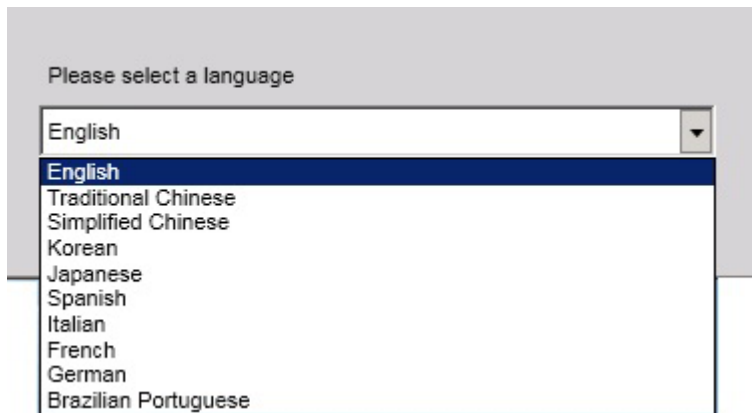 Please select a language
English
English
Traditional Chinese
Simplified Chinese
Korean
Japanese
Spanish
Italian
French
German
Brazilian Portuguese